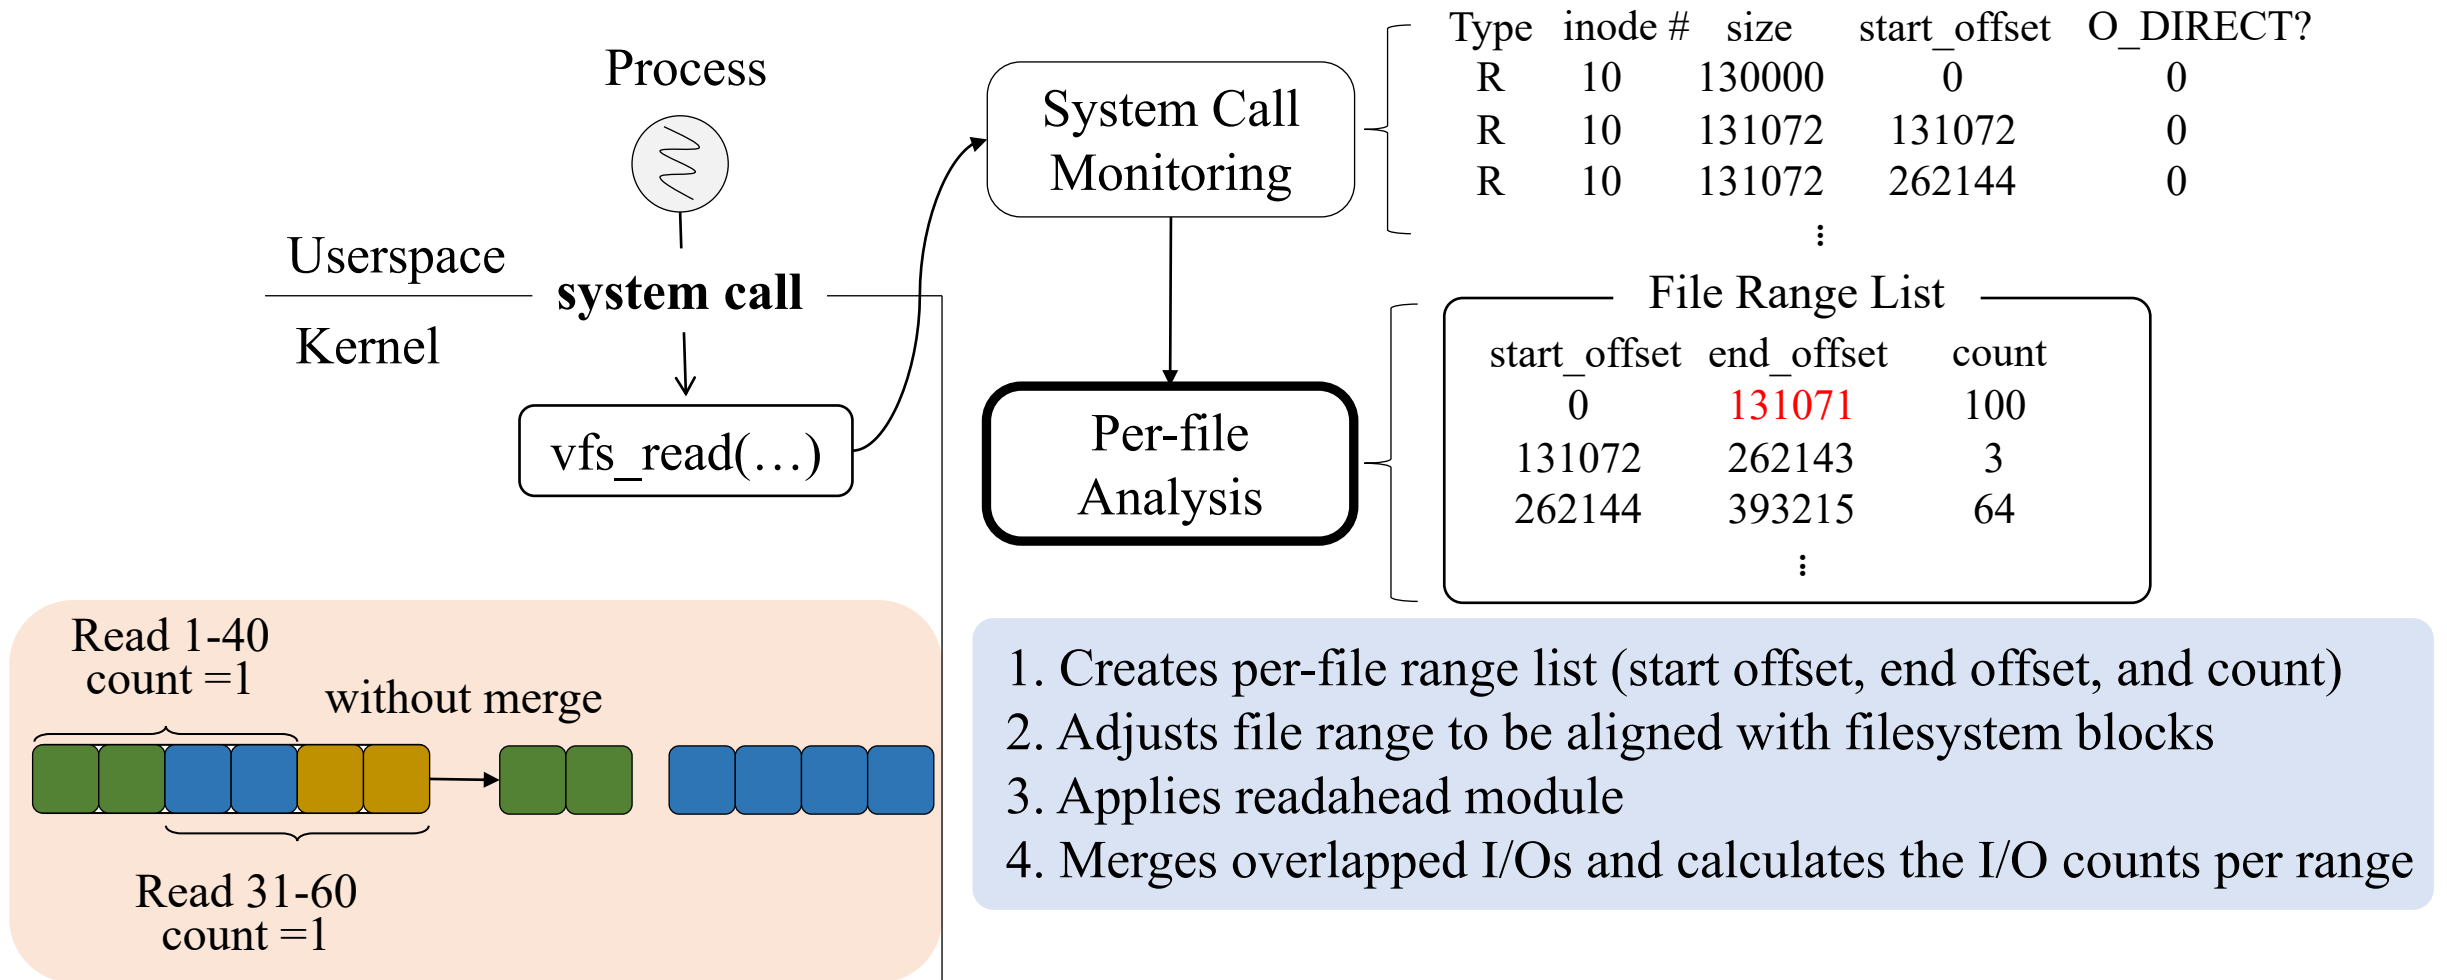 Process
Userspace
system call
Kernel
vfs_read(…)
System Call
Monitoring
Type inode # size start_offset O_DIRECT?
R 10 130000 0 0
R 10 131072 131072 0
R 10 131072 262144 0
⋮
Per-file
Analysis
File Range List
start_offset end_offset count
0 131071 100
131072 262143 3
262144 393215 64
⋮
Read 1-40
count =1
without merge
Read 31-60
count =1
1. Creates per-file range list (start offset, end offset, and count)
2. Adjusts file range to be aligned with filesystem blocks
3. Applies readahead module
4. Merges overlapped I/Os and calculates the I/O counts per range